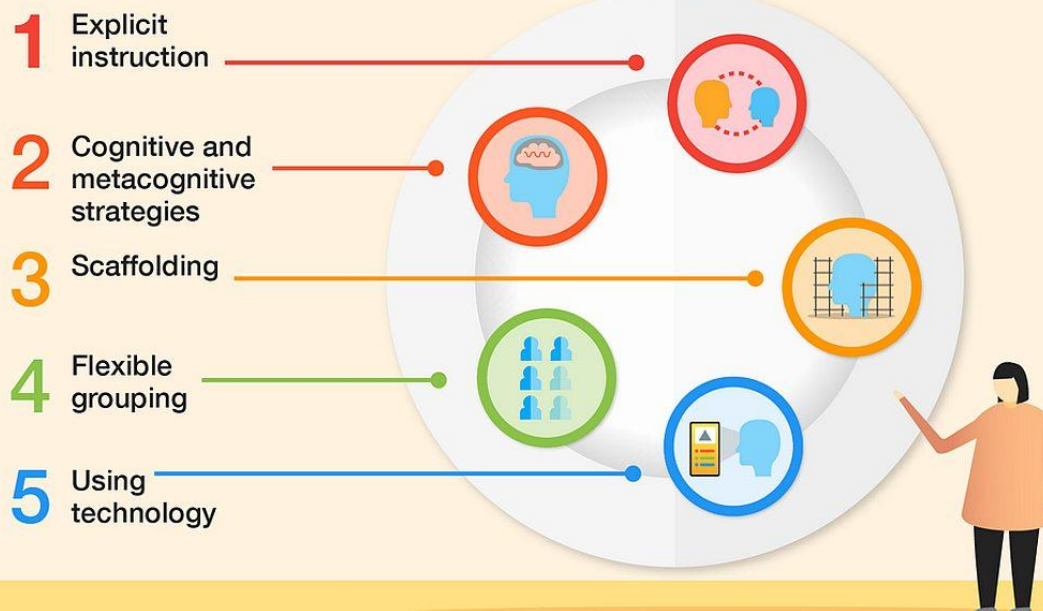 1 Explicit
instruction
2 Cognitive and
metacognitive
strategies
3 Scaffolding
4 Flexible
grouping
5 Using
technology